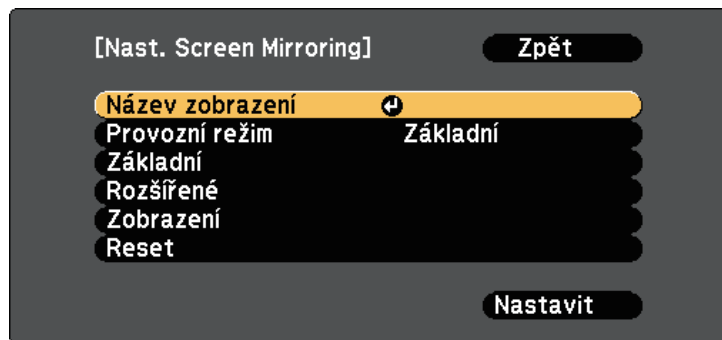 [Nast. Screen Mirroring] Zpět
Název zobrazení
Provozní režim Základní
Základní
Rozšířené
Zobrazení
Reset
Nastavit